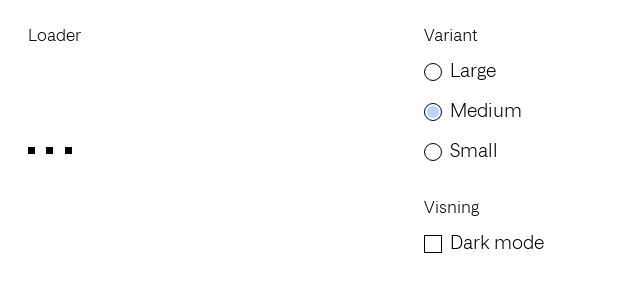 Loader
Variant
Large
Medium
Small
Visning
Dark mode